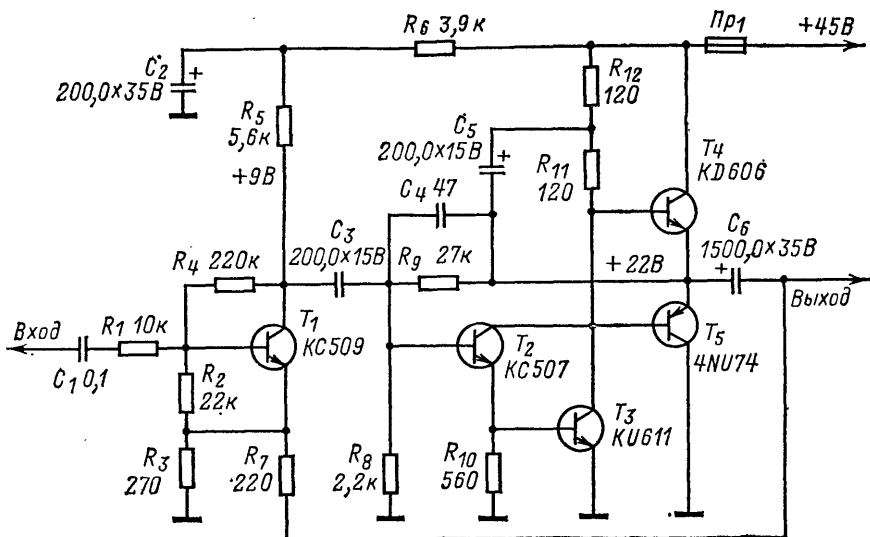 R6 3,9к
Пр1
+45В
C2
200,0×35В
R5
5,6к
+9В
R12
120
C5
200,0×15В
R11
120
C4 47
T4
KD606
C6
1500,0×35В
R4 220к
C3
200,0×15В
R9 27к
+22В
Выход
Вход
R1 10к
C1 0,1
T1
KC509
T2
KC507
T5
4NU74
R2
22к
T3
KU611
R3
270
R7
220
R8
2,2к
R10
560